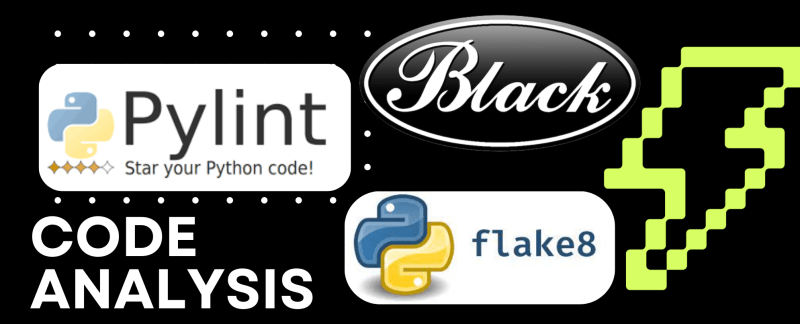 Pylint
Star your Python code!
Black
flake8
CODE
ANALYSIS